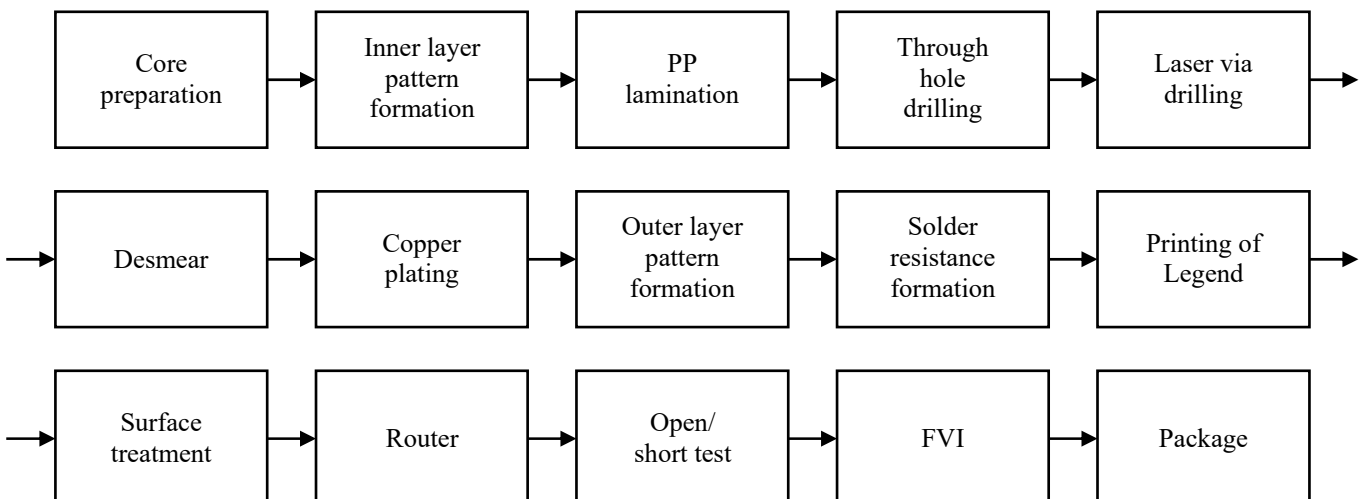 Core
preparation
Inner layer
pattern
formation
PP
lamination
Through
hole
drilling
Laser via
drilling
Desmear
Copper
plating
Outer layer
pattern
formation
Solder
resistance
formation
Printing of
Legend
Surface
treatment
Router
Open/
short test
FVI
Package